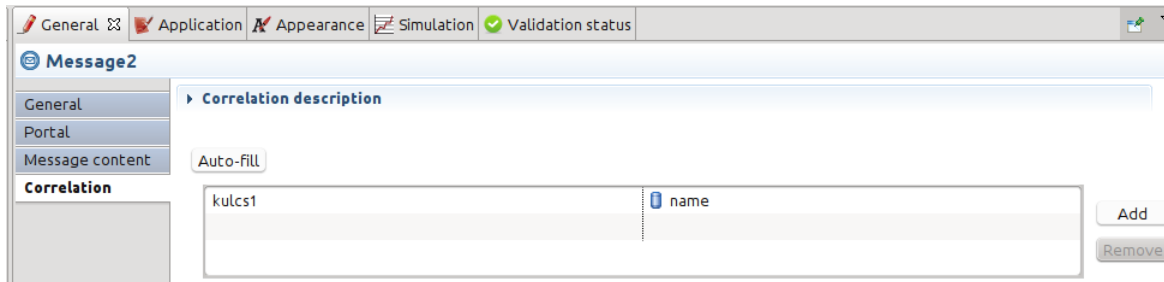 General Application Appearance Simulation Validation status
Message2
General
Portal
Message content
Correlation
Correlation description
Auto-fill
kulcs1 name
Add
Remove